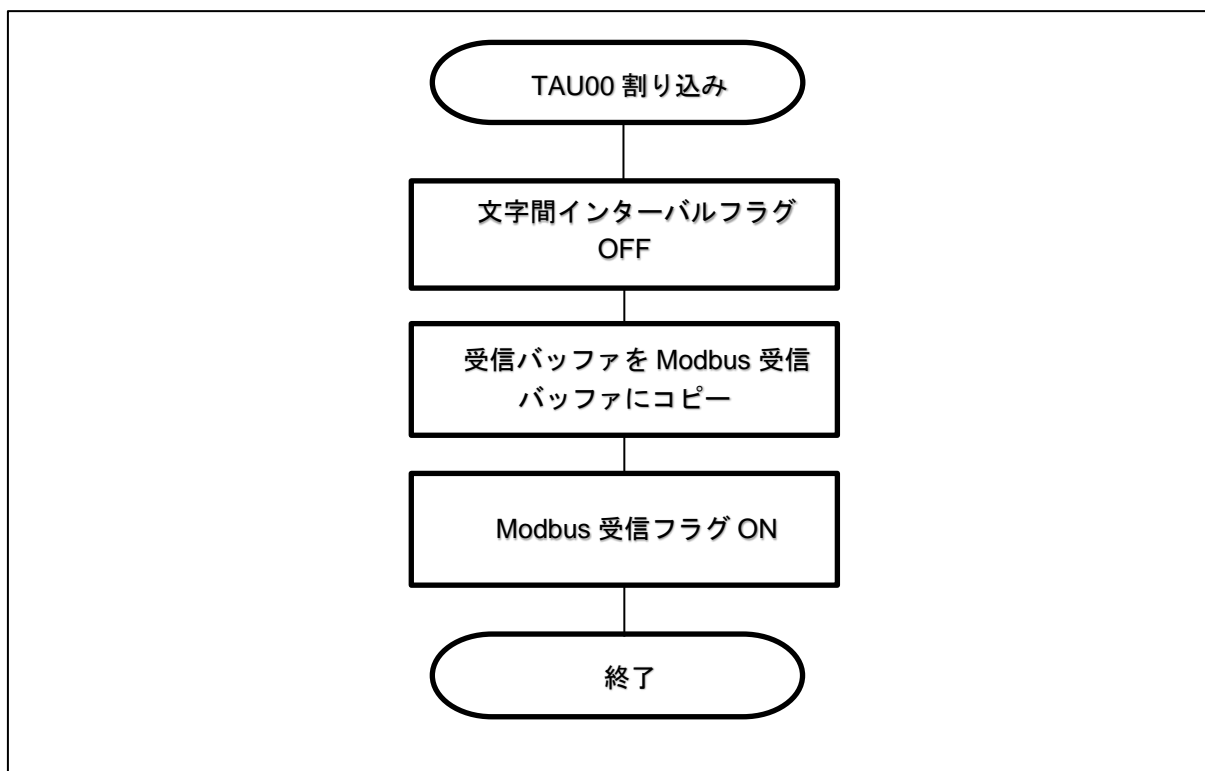 TAU00 割り込み
文字間インターバルフラグ
OFF
受信バッファを Modbus 受信
バッファにコピー
Modbus 受信フラグ ON
終了